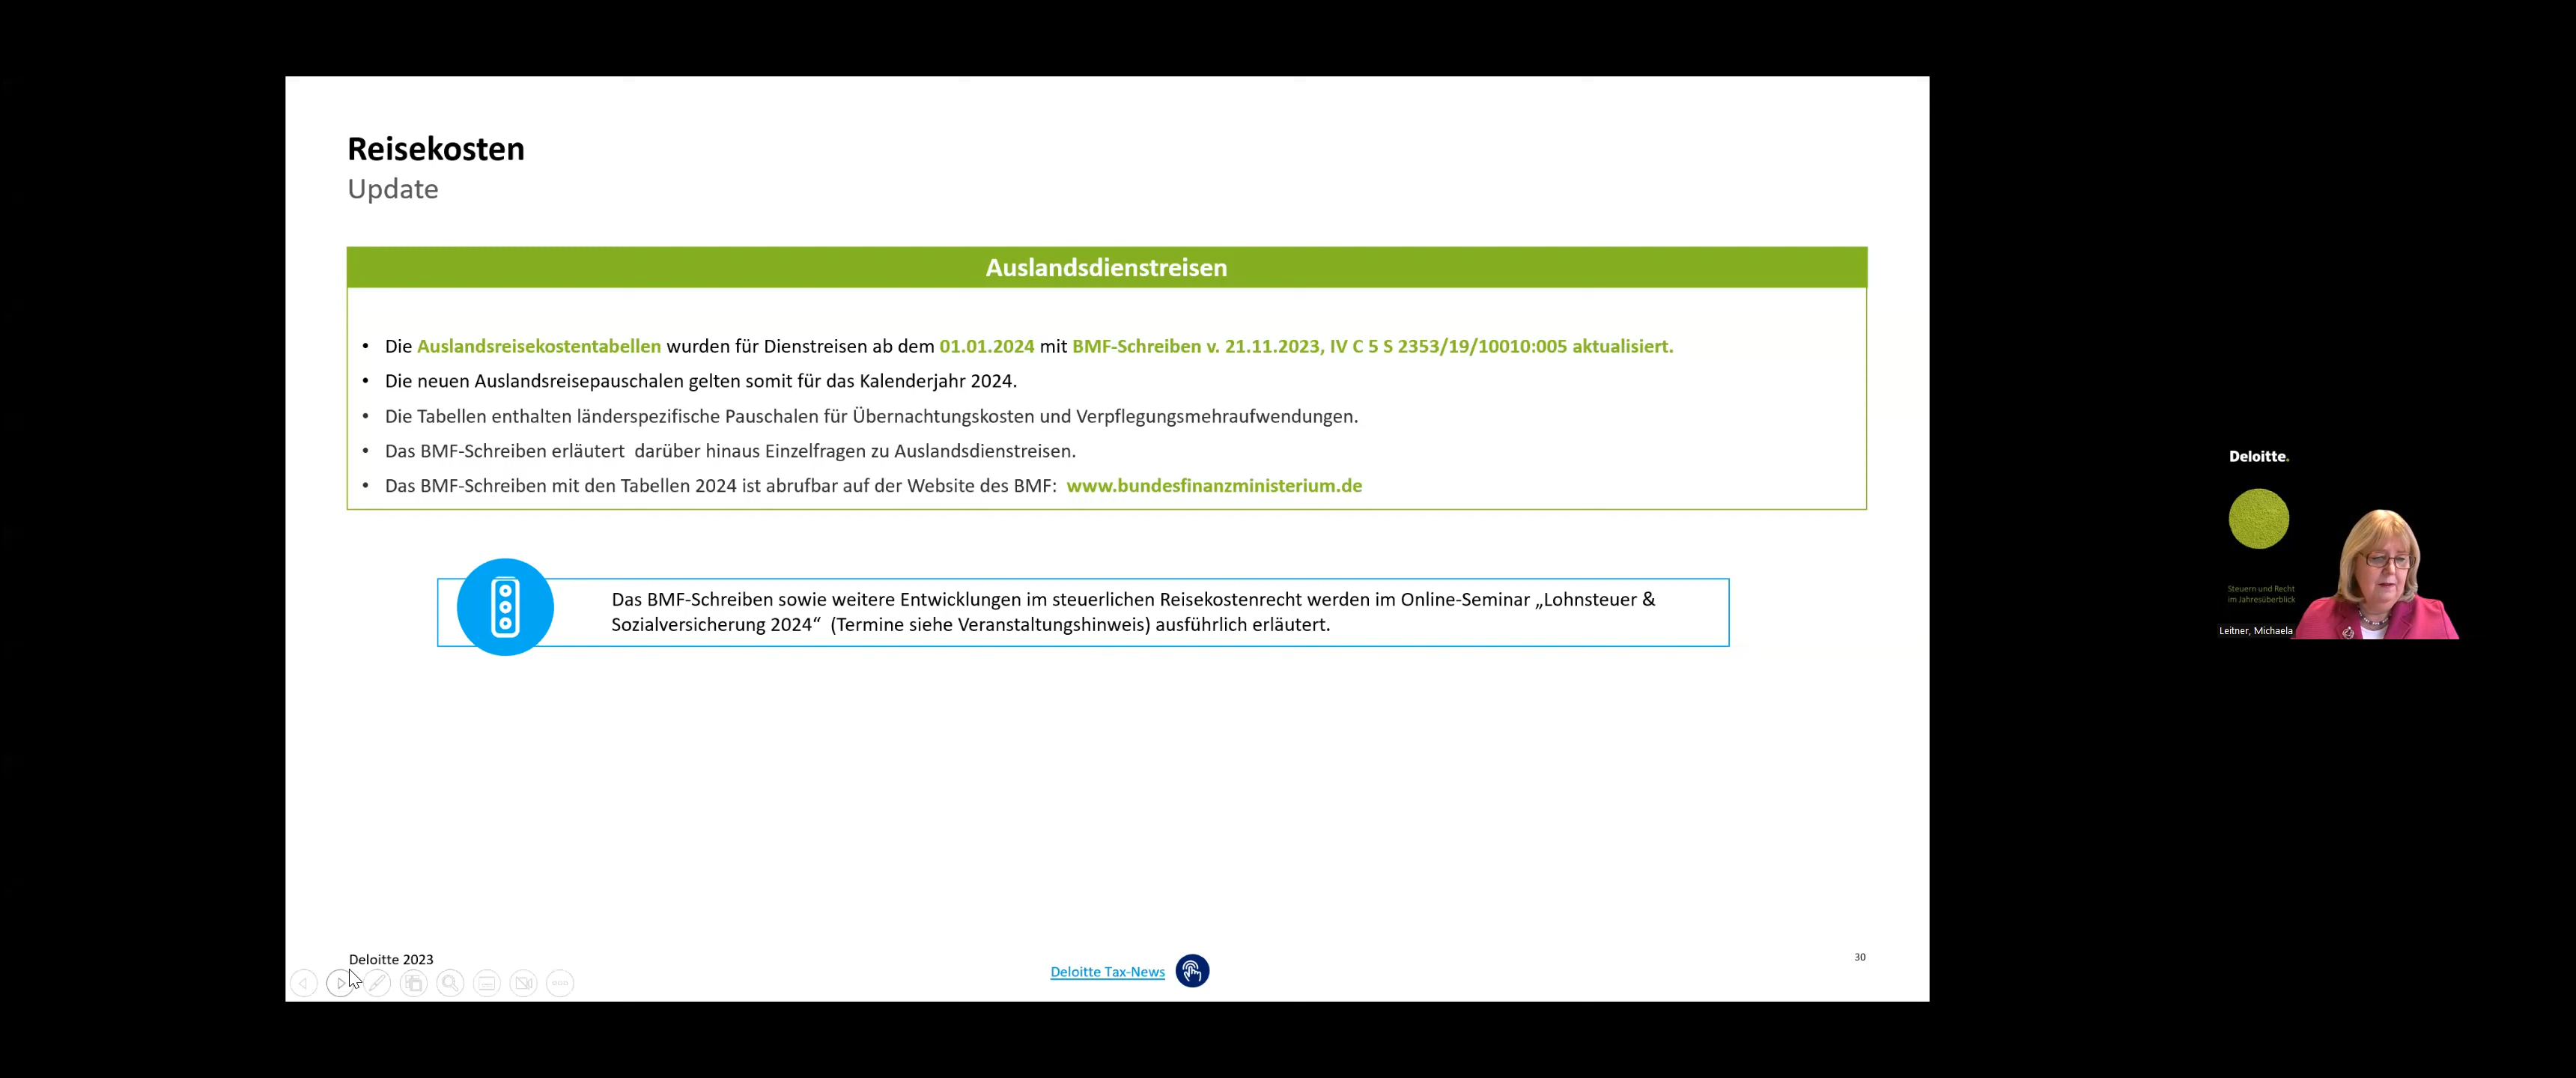 Reisekosten
Update
Auslandsdienstreisen
• Die Auslandsreisekostentabellen wurden für Dienstreisen ab dem 01.01.2024 mit BMF-Schreiben v. 21.11.2023, IV C 5 S 2353/19/10010:005 aktualisiert.
• Die neuen Auslandsreisepauschalen gelten somit für das Kalenderjahr 2024.
• Die Tabellen enthalten länderspezifische Pauschalen für Übernachtungskosten und Verpflegungsmehraufwendungen.
• Das BMF-Schreiben erläutert  darüber hinaus Einzelfragen zu Auslandsdienstreisen.
• Das BMF-Schreiben mit den Tabellen 2024 ist abrufbar auf der Website des BMF:  www.bundesfinanzministerium.de
Das BMF-Schreiben sowie weitere Entwicklungen im steuerlichen Reisekostenrecht werden im Online-Seminar „Lohnsteuer &
Sozialversicherung 2024“  (Termine siehe Veranstaltungshinweis) ausführlich erläutert.
Deloitte 2023
Deloitte Tax-News
30
Deloitte.
Steuern und Recht
im Jahresüberblick
Leitner, Michaela